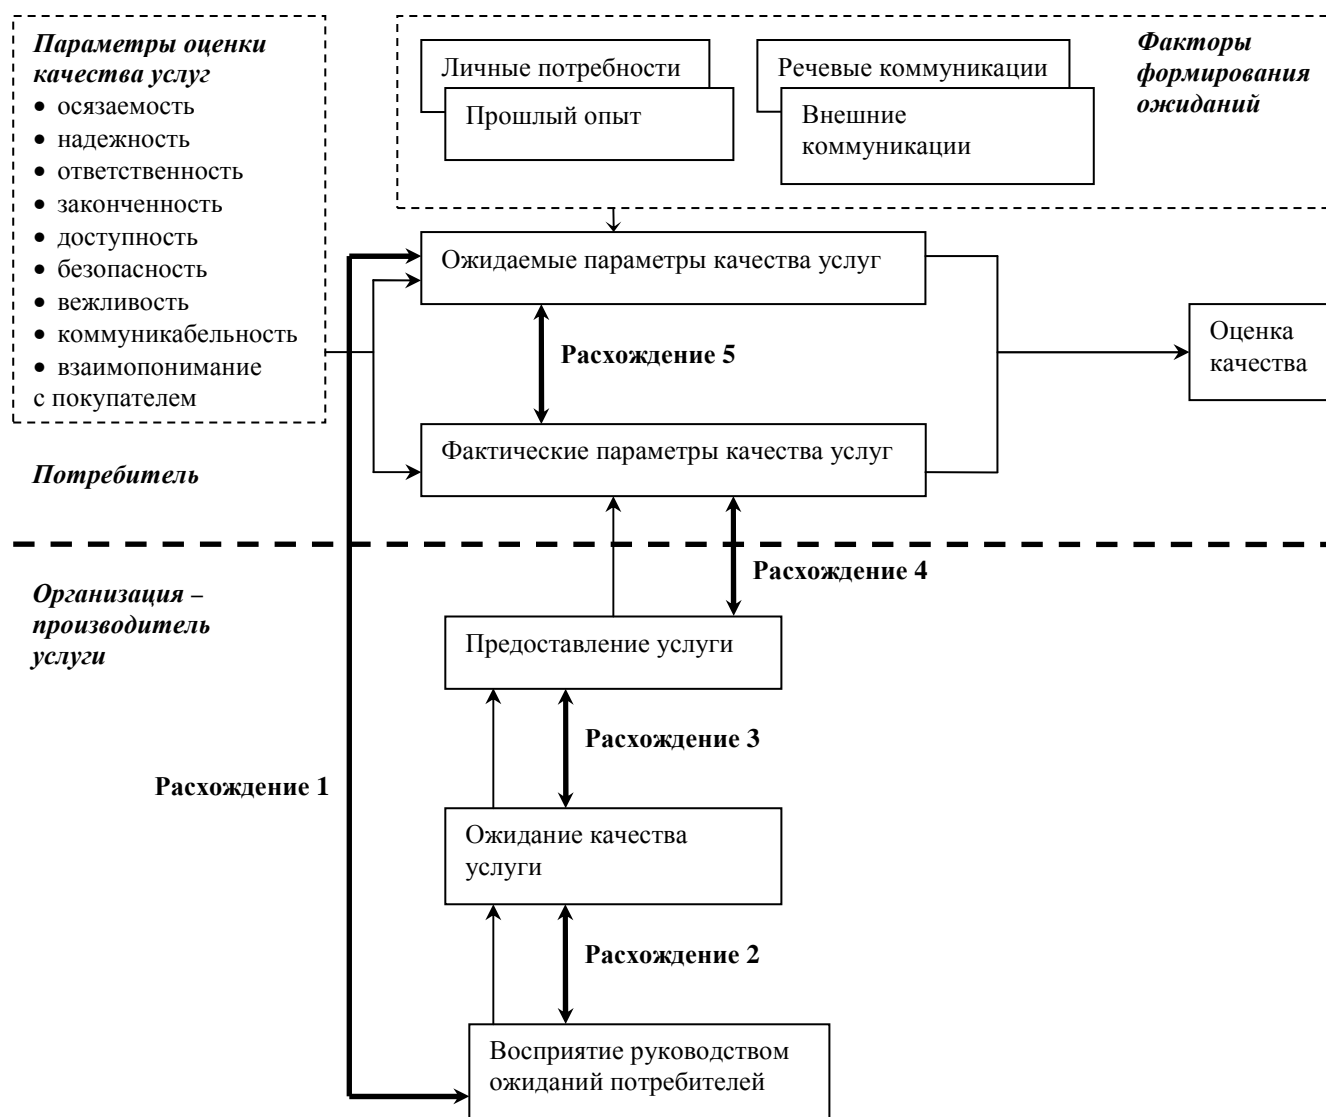 Параметры оценки
качества услуг
• осязаемость
• надежность
• ответственность
• законченность
• доступность
• безопасность
• вежливость
• коммуникабельность
• взаимопонимание
с покупателем
Личные потребности
Прошлый опыт
Речевые коммуникации
Внешние
коммуникации
Факторы
формирования
ожиданий
Ожидаемые параметры качества услуг
Расхождение 5
Оценка
качества
Фактические параметры качества услуг
Потребитель
Расхождение 4
Организация –
производитель
услуги
Предоставление услуги
Расхождение 3
Расхождение 1
Ожидание качества
услуги
Расхождение 2
Восприятие руководством
ожиданий потребителей